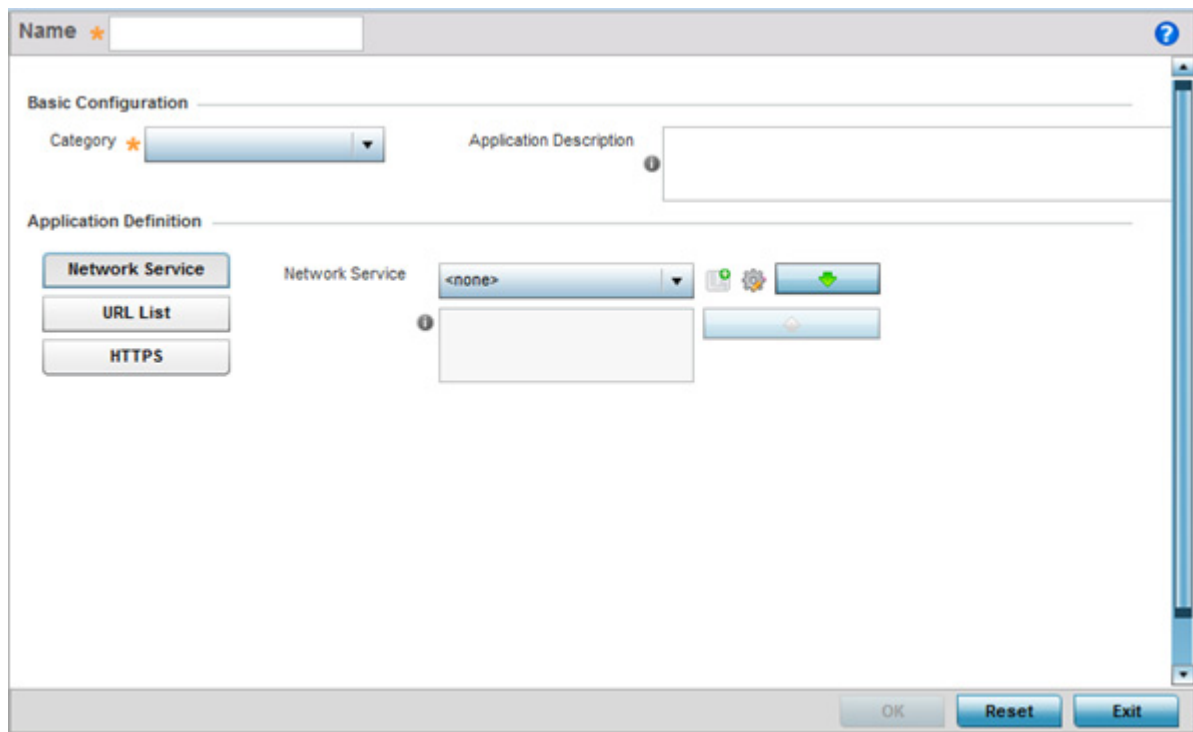 Name *
Basic Configuration
Category *
Application Description
Application Definition
Network Service
URL List
HTTPS
Network Service
<none>
OK
Reset
Exit